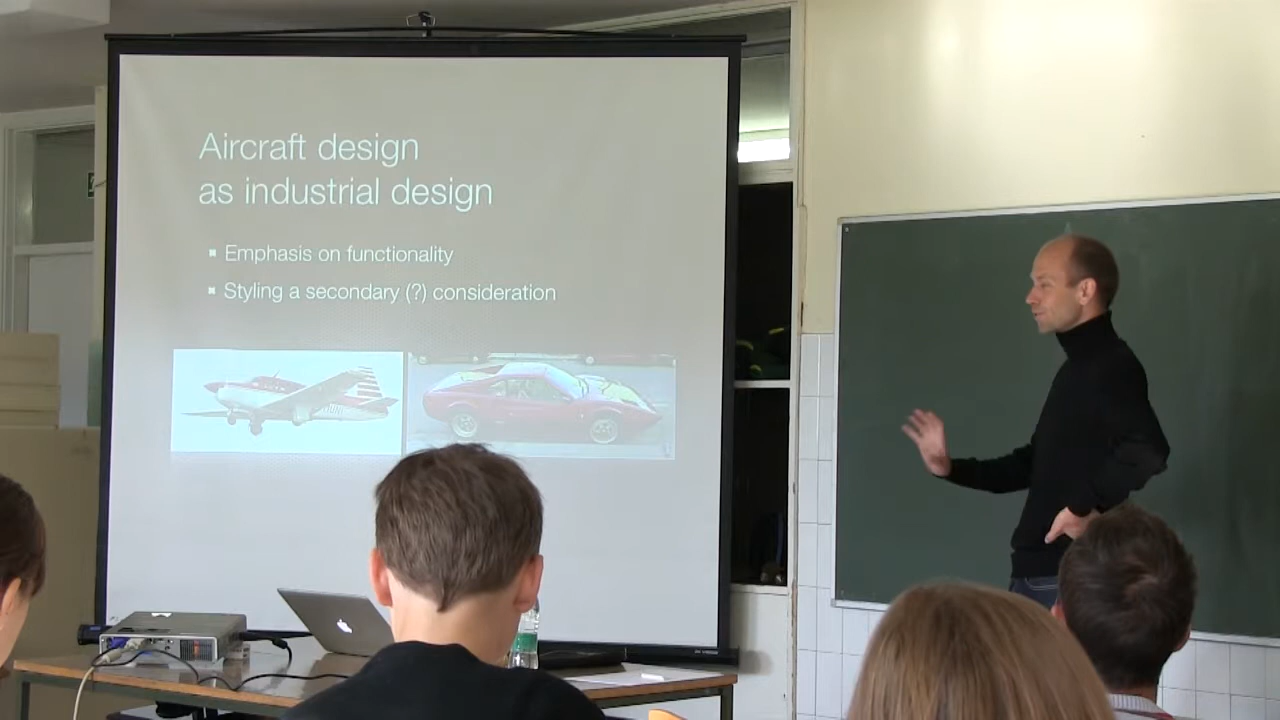 Aircraft design
as industrial design
Emphasis on functionality
Styling a secondary (?) consideration